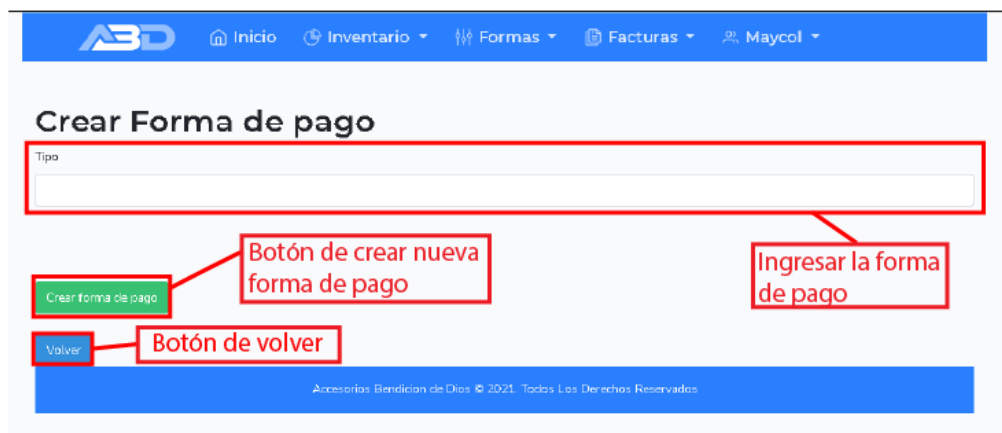 ABD Inicio Inventario Formas Facturas Maycol
Crear Forma de pago
Tipo
Botón de crear nueva
forma de pago
Ingresar la forma
de pago
Crear forma de pago
Volver
Botón de volver
Accesorios Bendicion de Dios © 2021. Todos Los Derechos Reservados